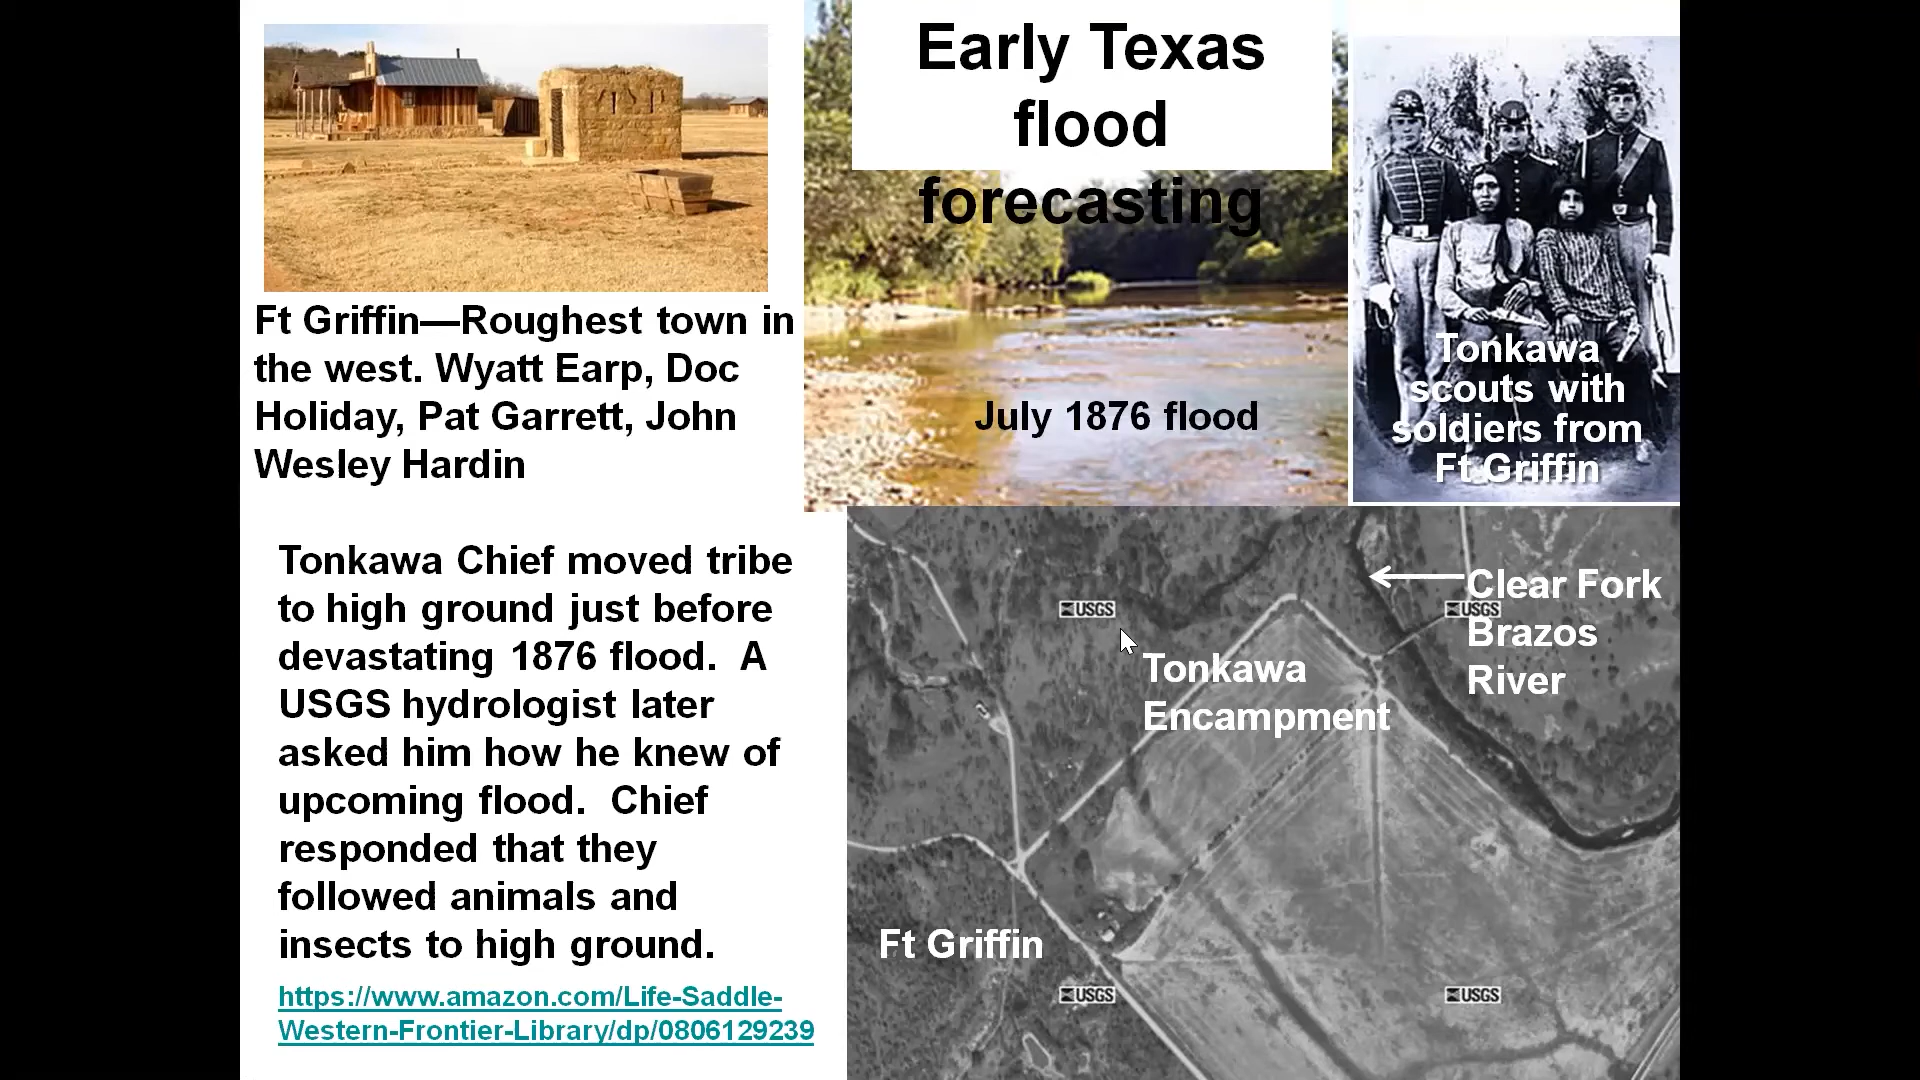 Early Texas
flood
forecasting
Ft Griffin—Roughest town in
the west. Wyatt Earp, Doc
Holiday, Pat Garrett, John
Wesley Hardin
July 1876 flood
Tonkawa
scouts with
soldiers from
Ft Griffin
Tonkawa Chief moved tribe
to high ground just before
devastating 1876 flood.  A
USGS hydrologist later
asked him how he knew of
upcoming flood.  Chief
responded that they
followed animals and
insects to high ground.
https://www.amazon.com/Life-Saddle-
Western-Frontier-Library/dp/0806129239
USGS
USGS
Clear Fork
Brazos
River
Tonkawa
Encampment
Ft Griffin
USGS
USGS